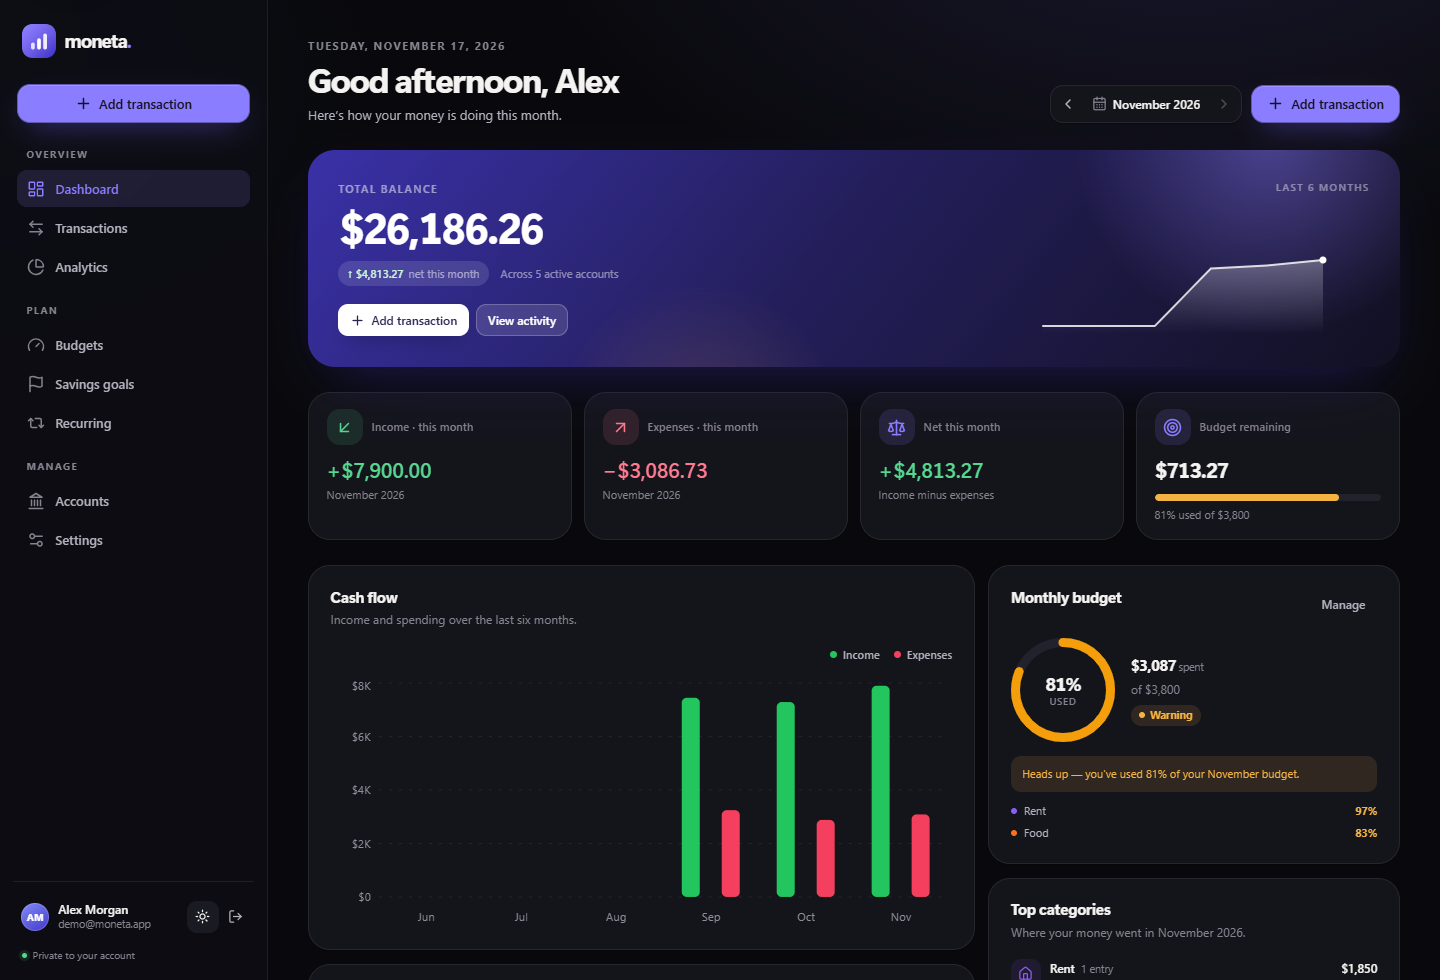 moneta.
Add transaction
OVERVIEW
Dashboard
Transactions
Analytics
PLAN
Budgets
Savings goals
Recurring
MANAGE
Accounts
Settings
AM
Alex Morgan
demo@moneta.app
Private to your account
TUESDAY, NOVEMBER 17, 2026
Good afternoon, Alex
Here's how your money is doing this month.
November 2026
Add transaction
TOTAL BALANCE
$26,186.26
↑ $4,813.27 net this month
Across 5 active accounts
Add transaction
View activity
LAST 6 MONTHS
Income · this month
+$7,900.00
November 2026
Expenses · this month
−$3,086.73
November 2026
Net this month
+$4,813.27
Income minus expenses
Budget remaining
$713.27
81% used of $3,800
Cash flow
Income and spending over the last six months.
Income
Expenses
$8K
$6K
$4K
$2K
$0
Jun
Jul
Aug
Sep
Oct
Nov
Monthly budget
Manage
81%
USED
$3,087 spent
of $3,800
Warning
Heads up — you've used 81% of your November budget.
Rent 97%
Food 83%
Top categories
Where your money went in November 2026.
Rent 1 entry $1,850